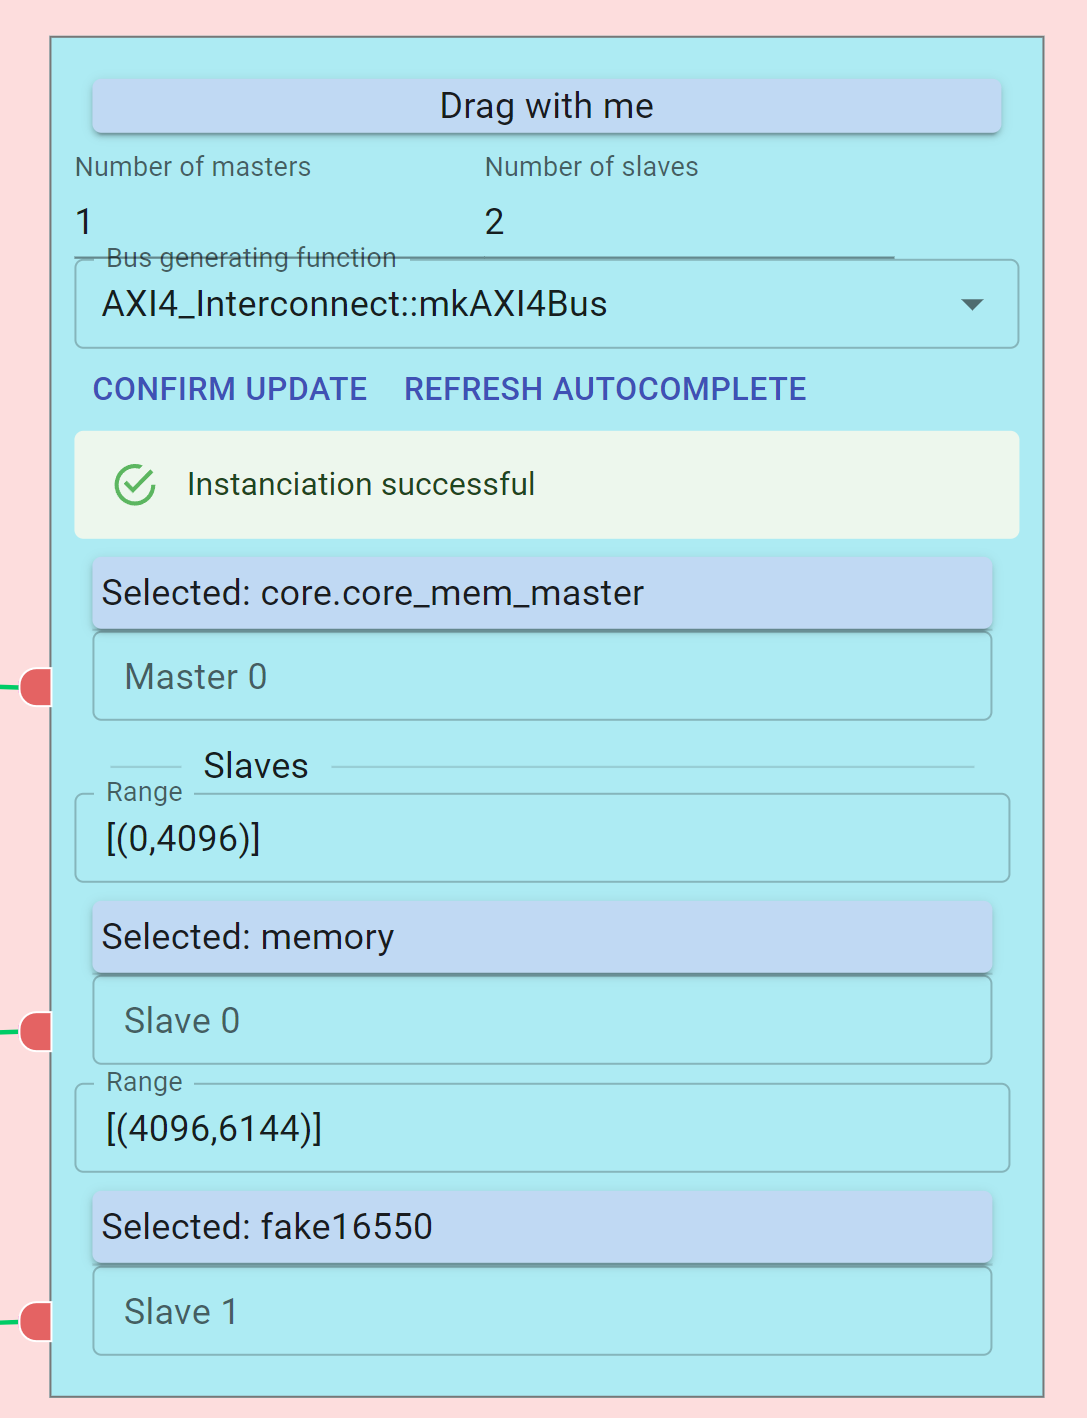 Drag with me
Number of masters Number of slaves
1 2
Bus generating function
AXI4_Interconnect::mkAXI4Bus
CONFIRM UPDATE REFRESH AUTOCOMPLETE
Instanciation successful
Selected: core.core_mem_master
Master 0
Slaves
Range
[(0,4096)]
Selected: memory
Slave 0
Range
[(4096,6144)]
Selected: fake16550
Slave 1